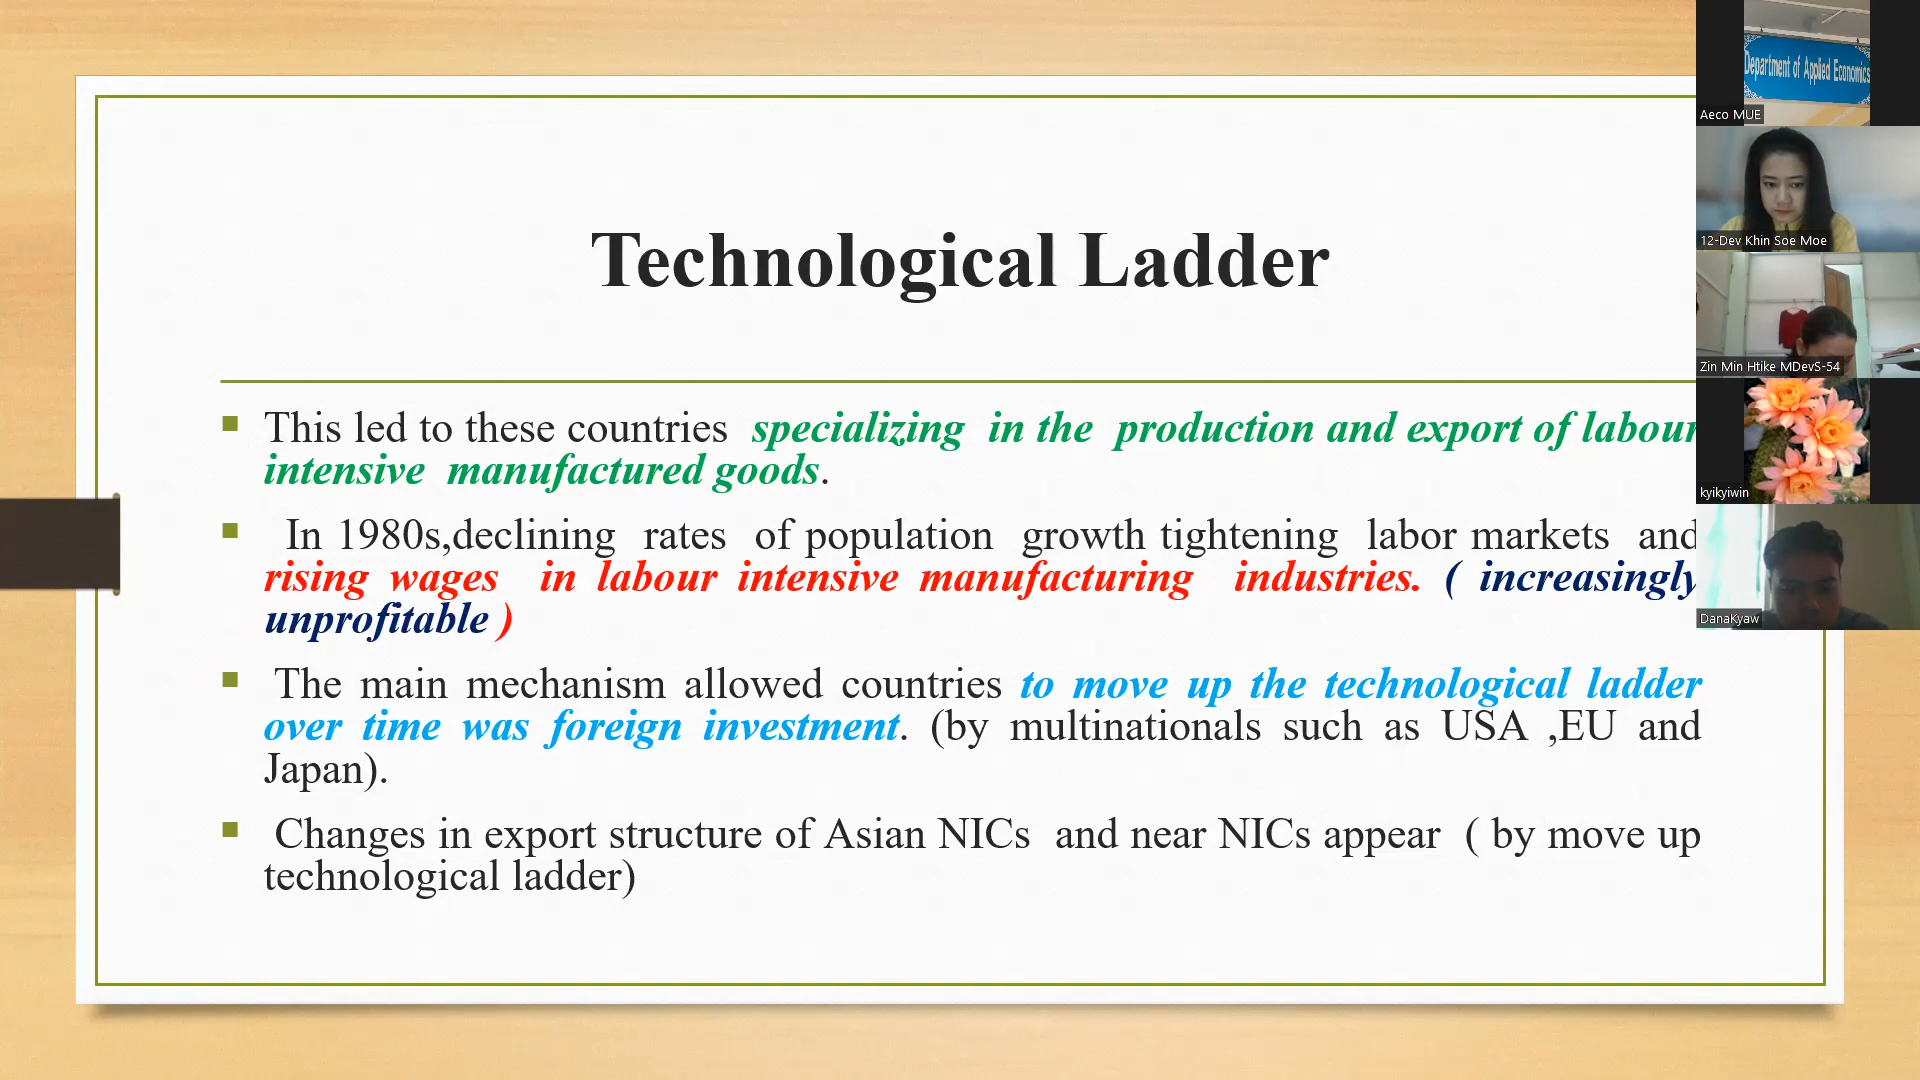 Technological Ladder
This led to these countries specializing in the production and export of labour
intensive manufactured goods.
In 1980s,declining rates of population growth tightening labor markets and
rising wages in labour intensive manufacturing industries. ( increasingly
unprofitable )
The main mechanism allowed countries to move up the technological ladder
over time was foreign investment. (by multinationals such as USA ,EU and
Japan).
Changes in export structure of Asian NICs and near NICs appear ( by move up
technological ladder)
Department of Applied Economics
Aeco MUE
12-Dev Khin Soe Moe
Zin Min Htike MDevS-54
kyikyiwin
DanaKyaw